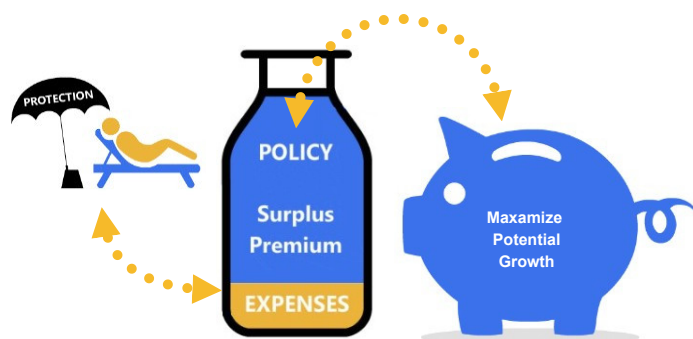 PROTECTION
POLICY
Surplus
Premium
EXPENSES
Maxamize
Potential
Growth